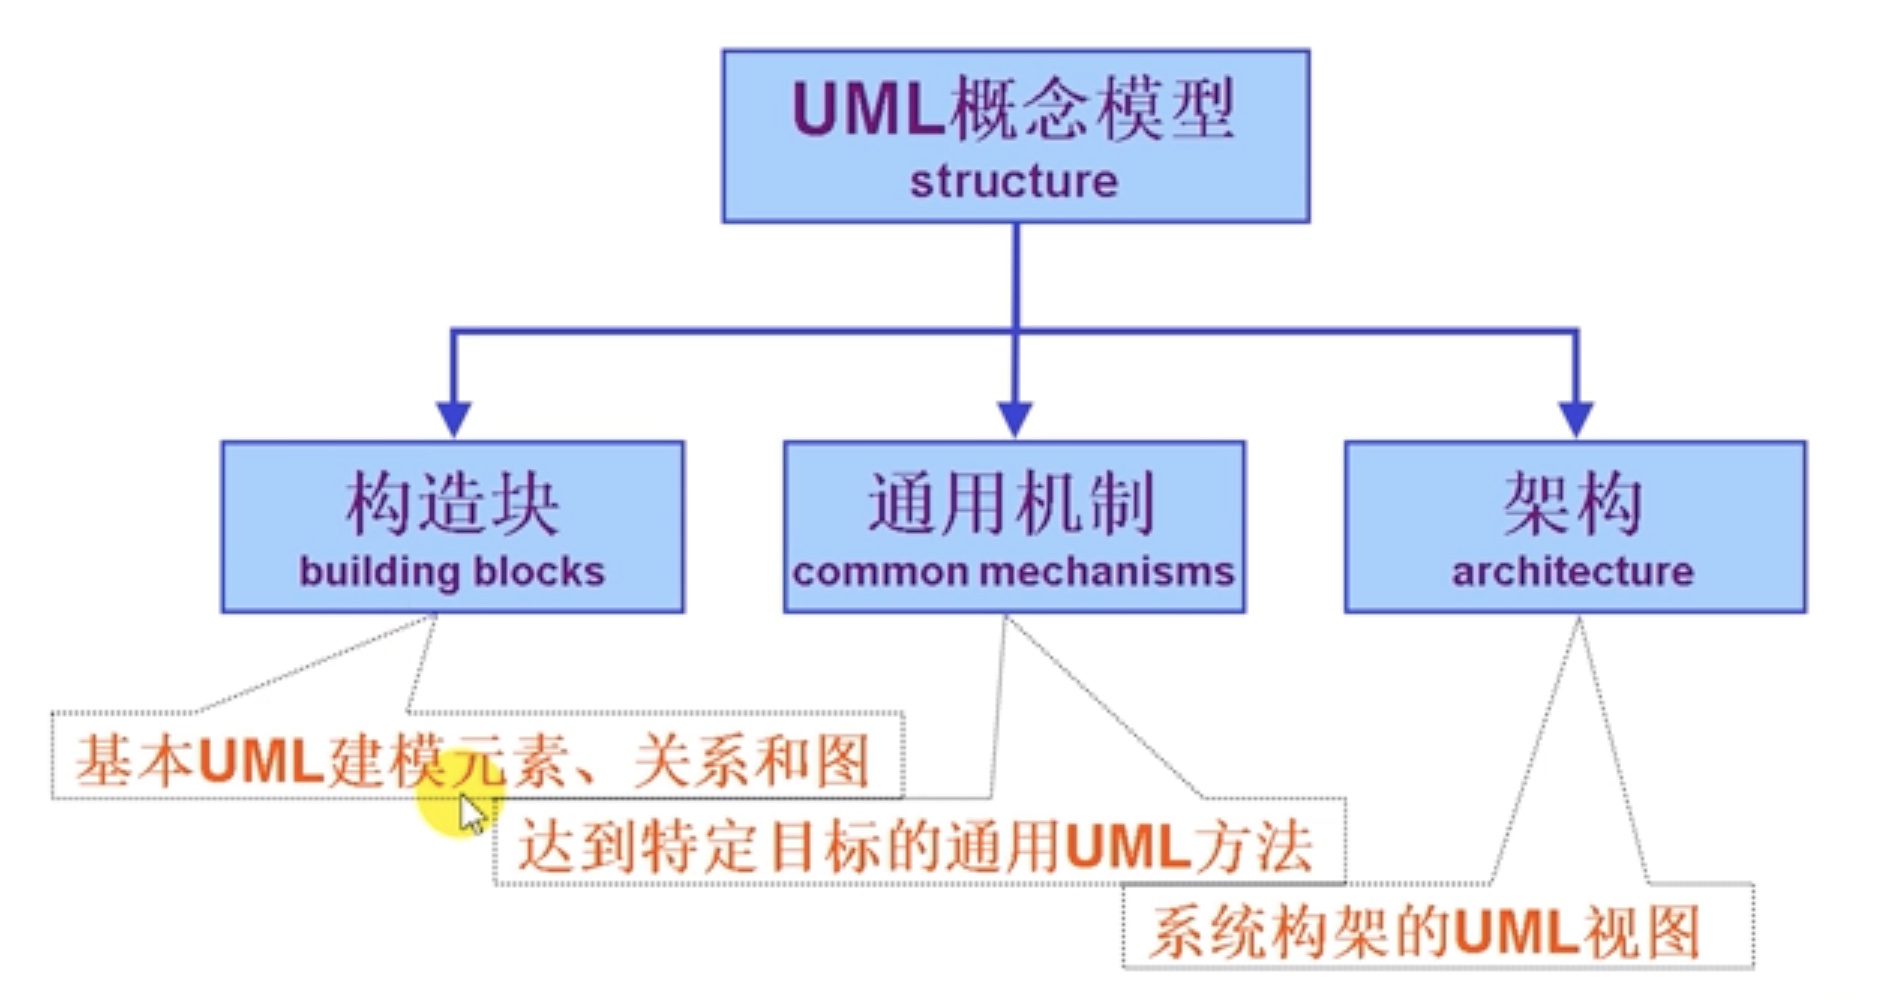 UML概念模型
structure
构造块
building blocks
通用机制
common mechanisms
架构
architecture
基本UML建模元素、关系和图
达到特定目标的通用UML方法
系统构架的UML视图